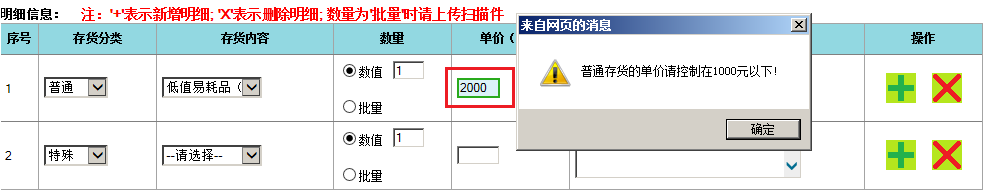 明细信息： 注：'+'表示新增明细; 'X'表示删除明细; 数量为'批量'时请上传扫描件
序号 存货分类 存货内容 数量 单价（ 操作
1 普通 低值易耗品（ 数值 1 2000
批量
2 特殊 --请选择-- 数值 1
批量
来自网页的消息
普通存货的单价请控制在1000元以下!
确定